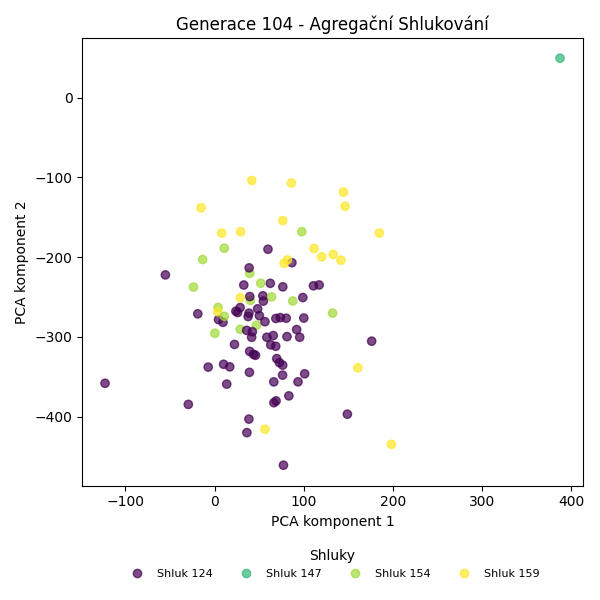 Generace 104 - Agregační Shlukování
PCA komponent 2
0
−100
−200
−300
−400
−100 0 100 200 300 400
PCA komponent 1
Shluky
Shluk 124 Shluk 147 Shluk 154 Shluk 159